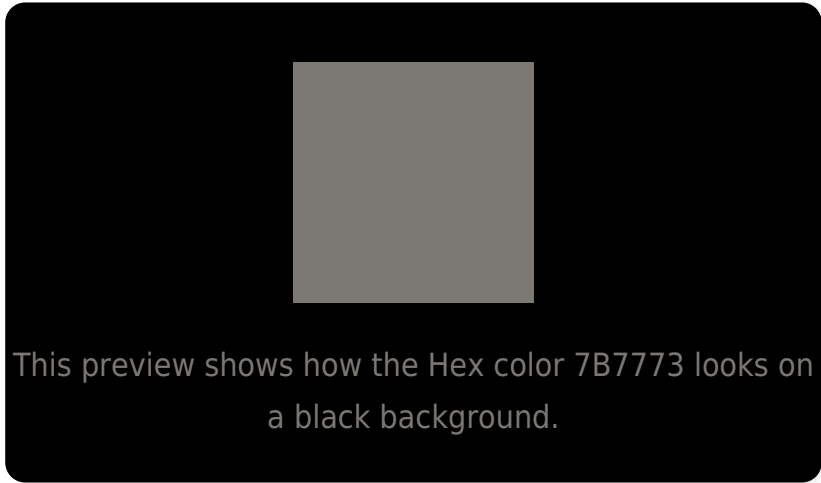 This preview shows how the Hex color 7B7773 looks on
a black background.